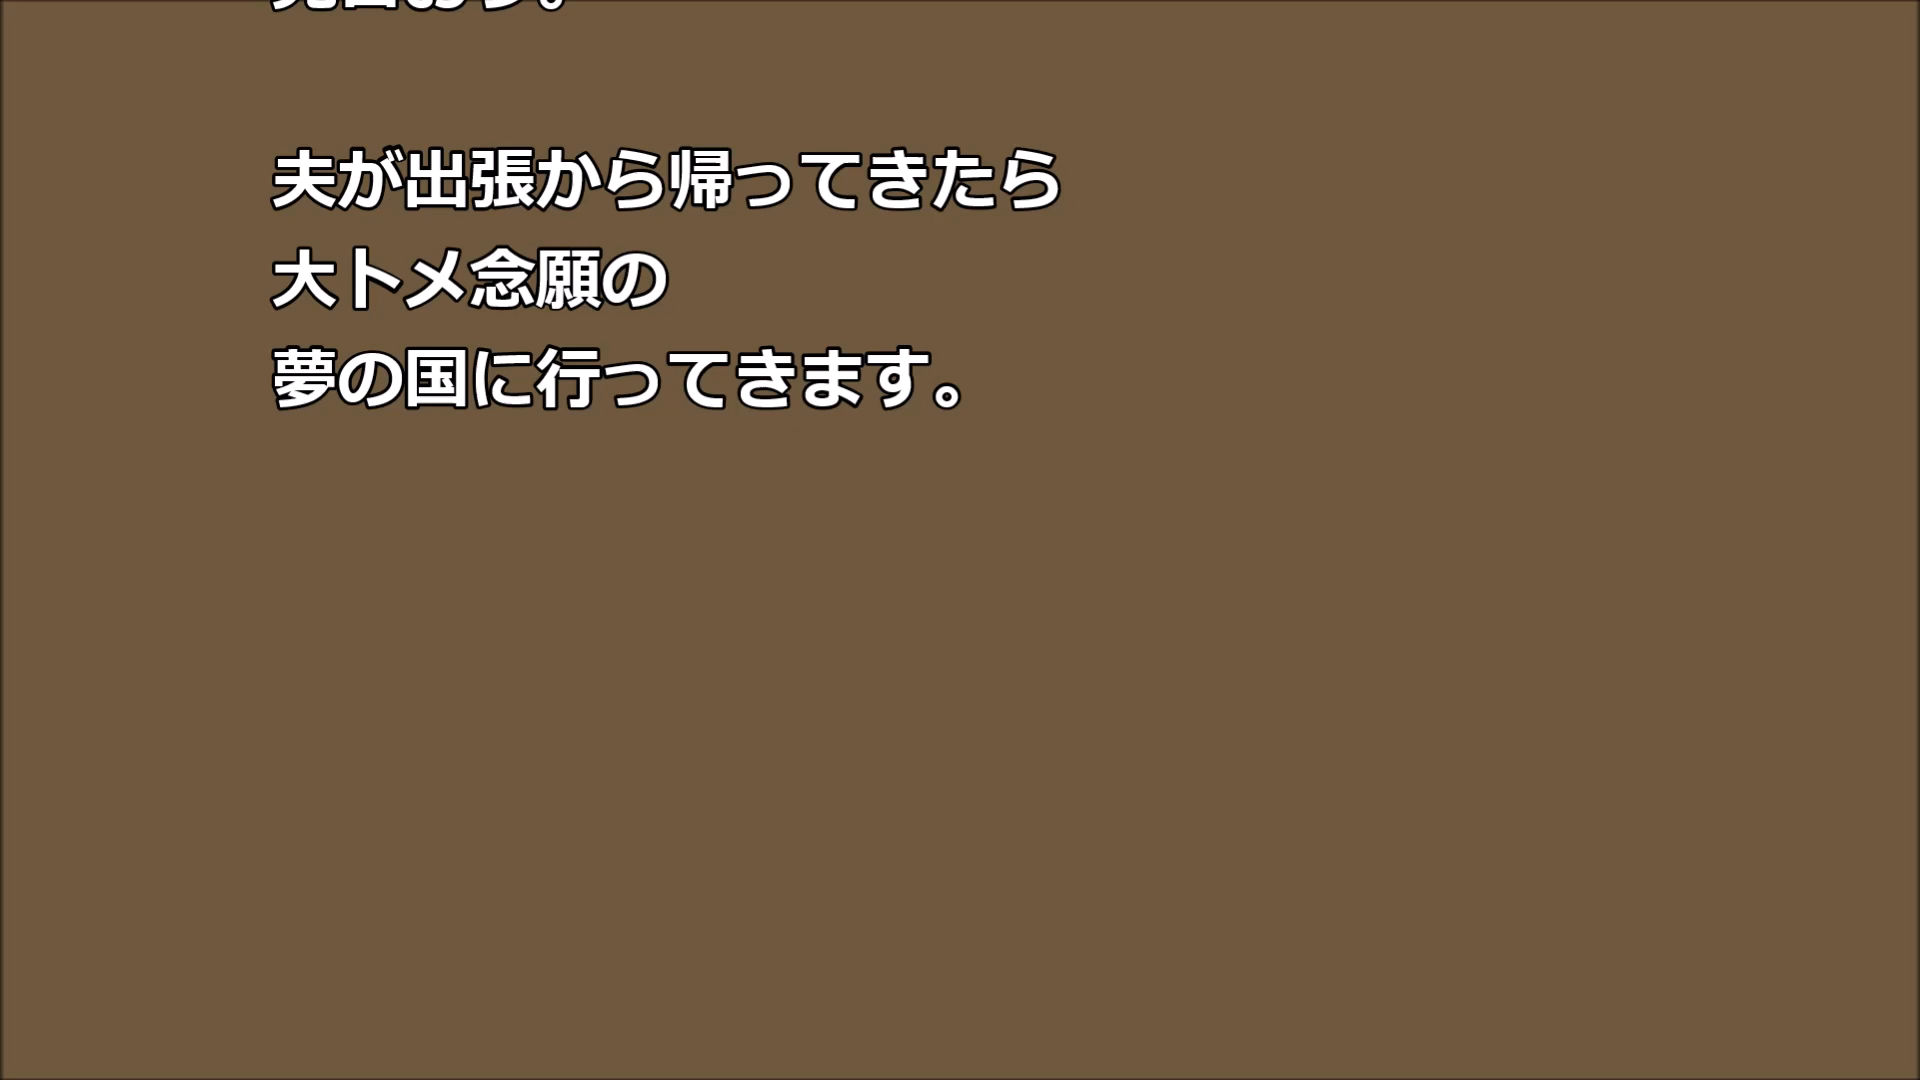 夫が出張から帰ってきたら
大トメ念願の
夢の国に行ってきます。